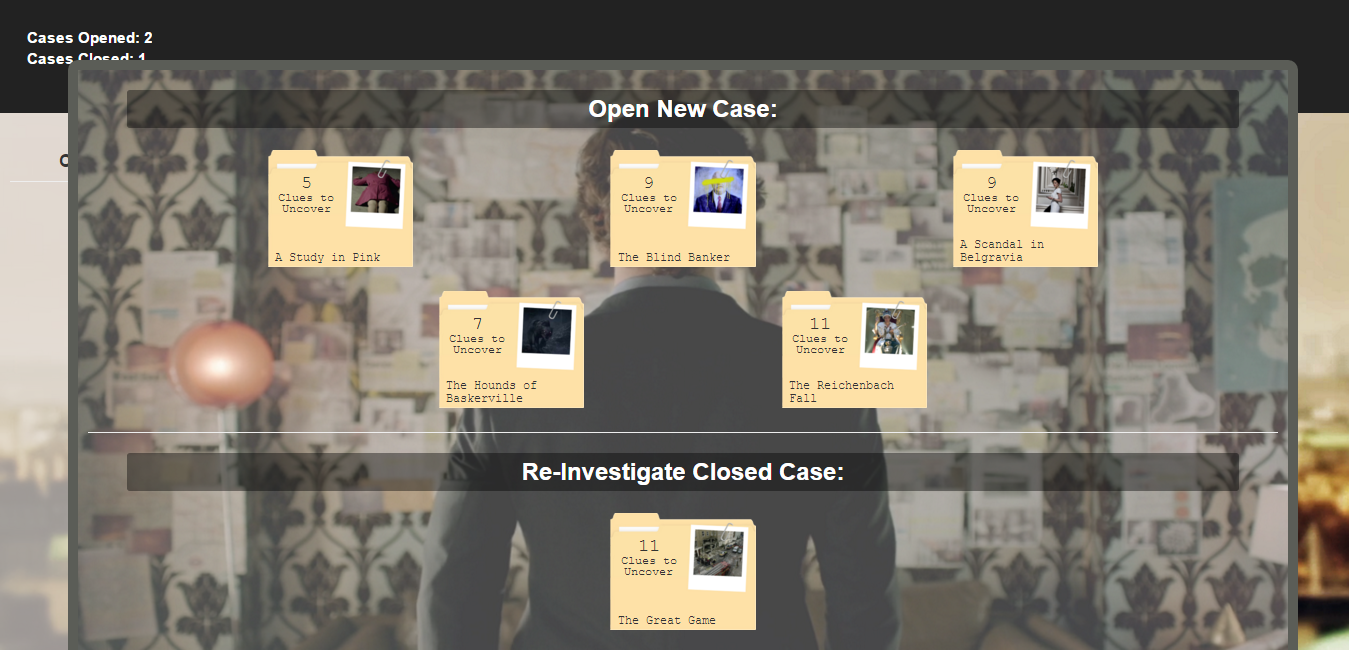 Cases Opened: 2
Cases Closed: 1
Open New Case:
5
Clues to
Uncover
A Study in Pink
9
Clues to
Uncover
The Blind Banker
9
Clues to
Uncover
A Scandal in
Belgravia
7
Clues to
Uncover
The Hounds of
Baskerville
11
Clues to
Uncover
The Reichenbach
Fall
Re-Investigate Closed Case:
11
Clues to
Uncover
The Great Game